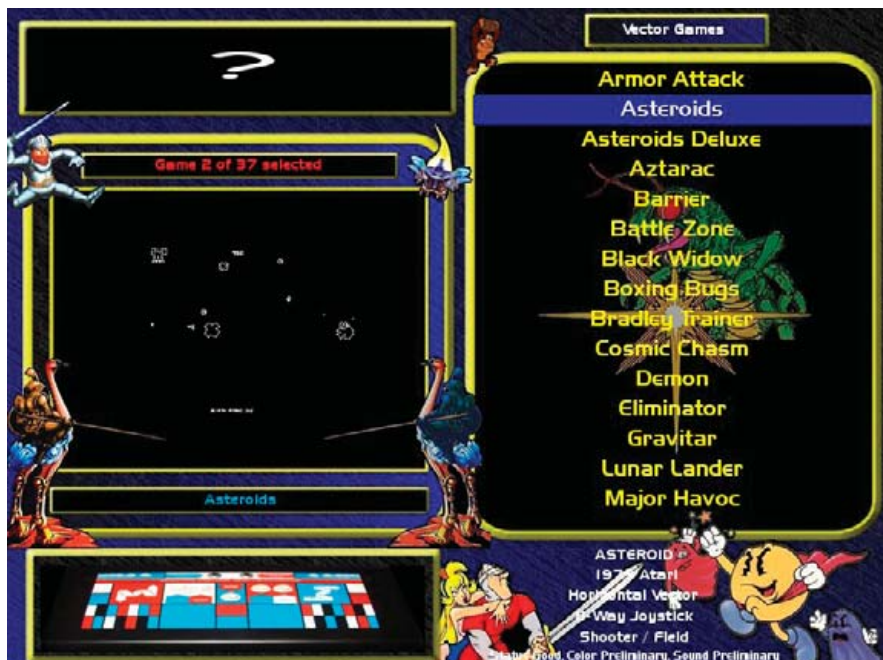 ?
Vector Games
Game 2 of 37 selected
Asteroids
Armor Attack
Asteroids
Asteroids Deluxe
Aztarac
Barrier
Battle Zone
Black Widow
Boxing Bugs
Bradley Trainer
Cosmic Chasm
Demon
Eliminator
Gravitar
Lunar Lander
Major Havoc
ASTEROID
Atari
Horizontal Vector
Joystick
Shooter / Field
Status Good, Color Preliminary, Sound Preliminary